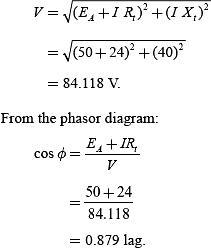 V = √(E_A + I R_t)² + (I X_t)²
= √(50 + 24)² + (40)²
= 84.118 V.
From the phasor diagram:
cos ϕ = E_A + IR_t / V
= 50 + 24 / 84.118
= 0.879 lag.